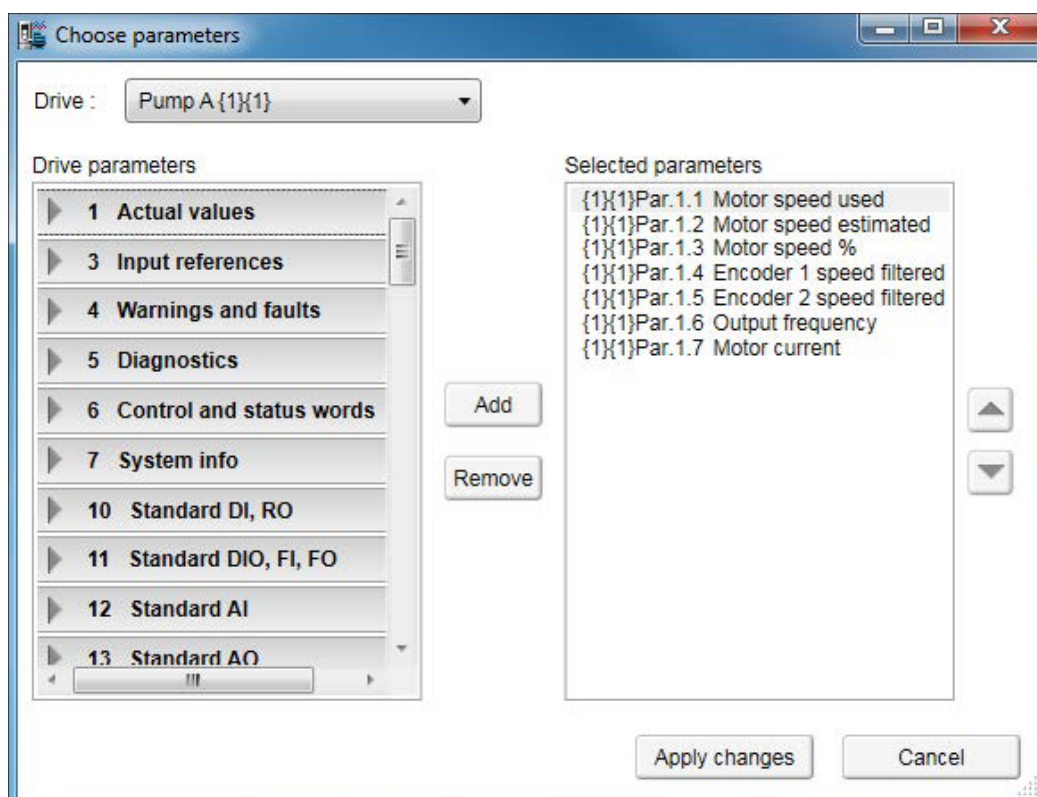 Choose parameters
Drive :
Pump A {1}{1}
Drive parameters
1 Actual values
3 Input references
4 Warnings and faults
5 Diagnostics
6 Control and status words
7 System info
10 Standard DI, RO
11 Standard DIO, FI, FO
12 Standard AI
13 Standard AO
Add
Remove
Selected parameters
{1}{1}Par.1.1 Motor speed used
{1}{1}Par.1.2 Motor speed estimated
{1}{1}Par.1.3 Motor speed %
{1}{1}Par.1.4 Encoder 1 speed filtered
{1}{1}Par.1.5 Encoder 2 speed filtered
{1}{1}Par.1.6 Output frequency
{1}{1}Par.1.7 Motor current
Apply changes
Cancel